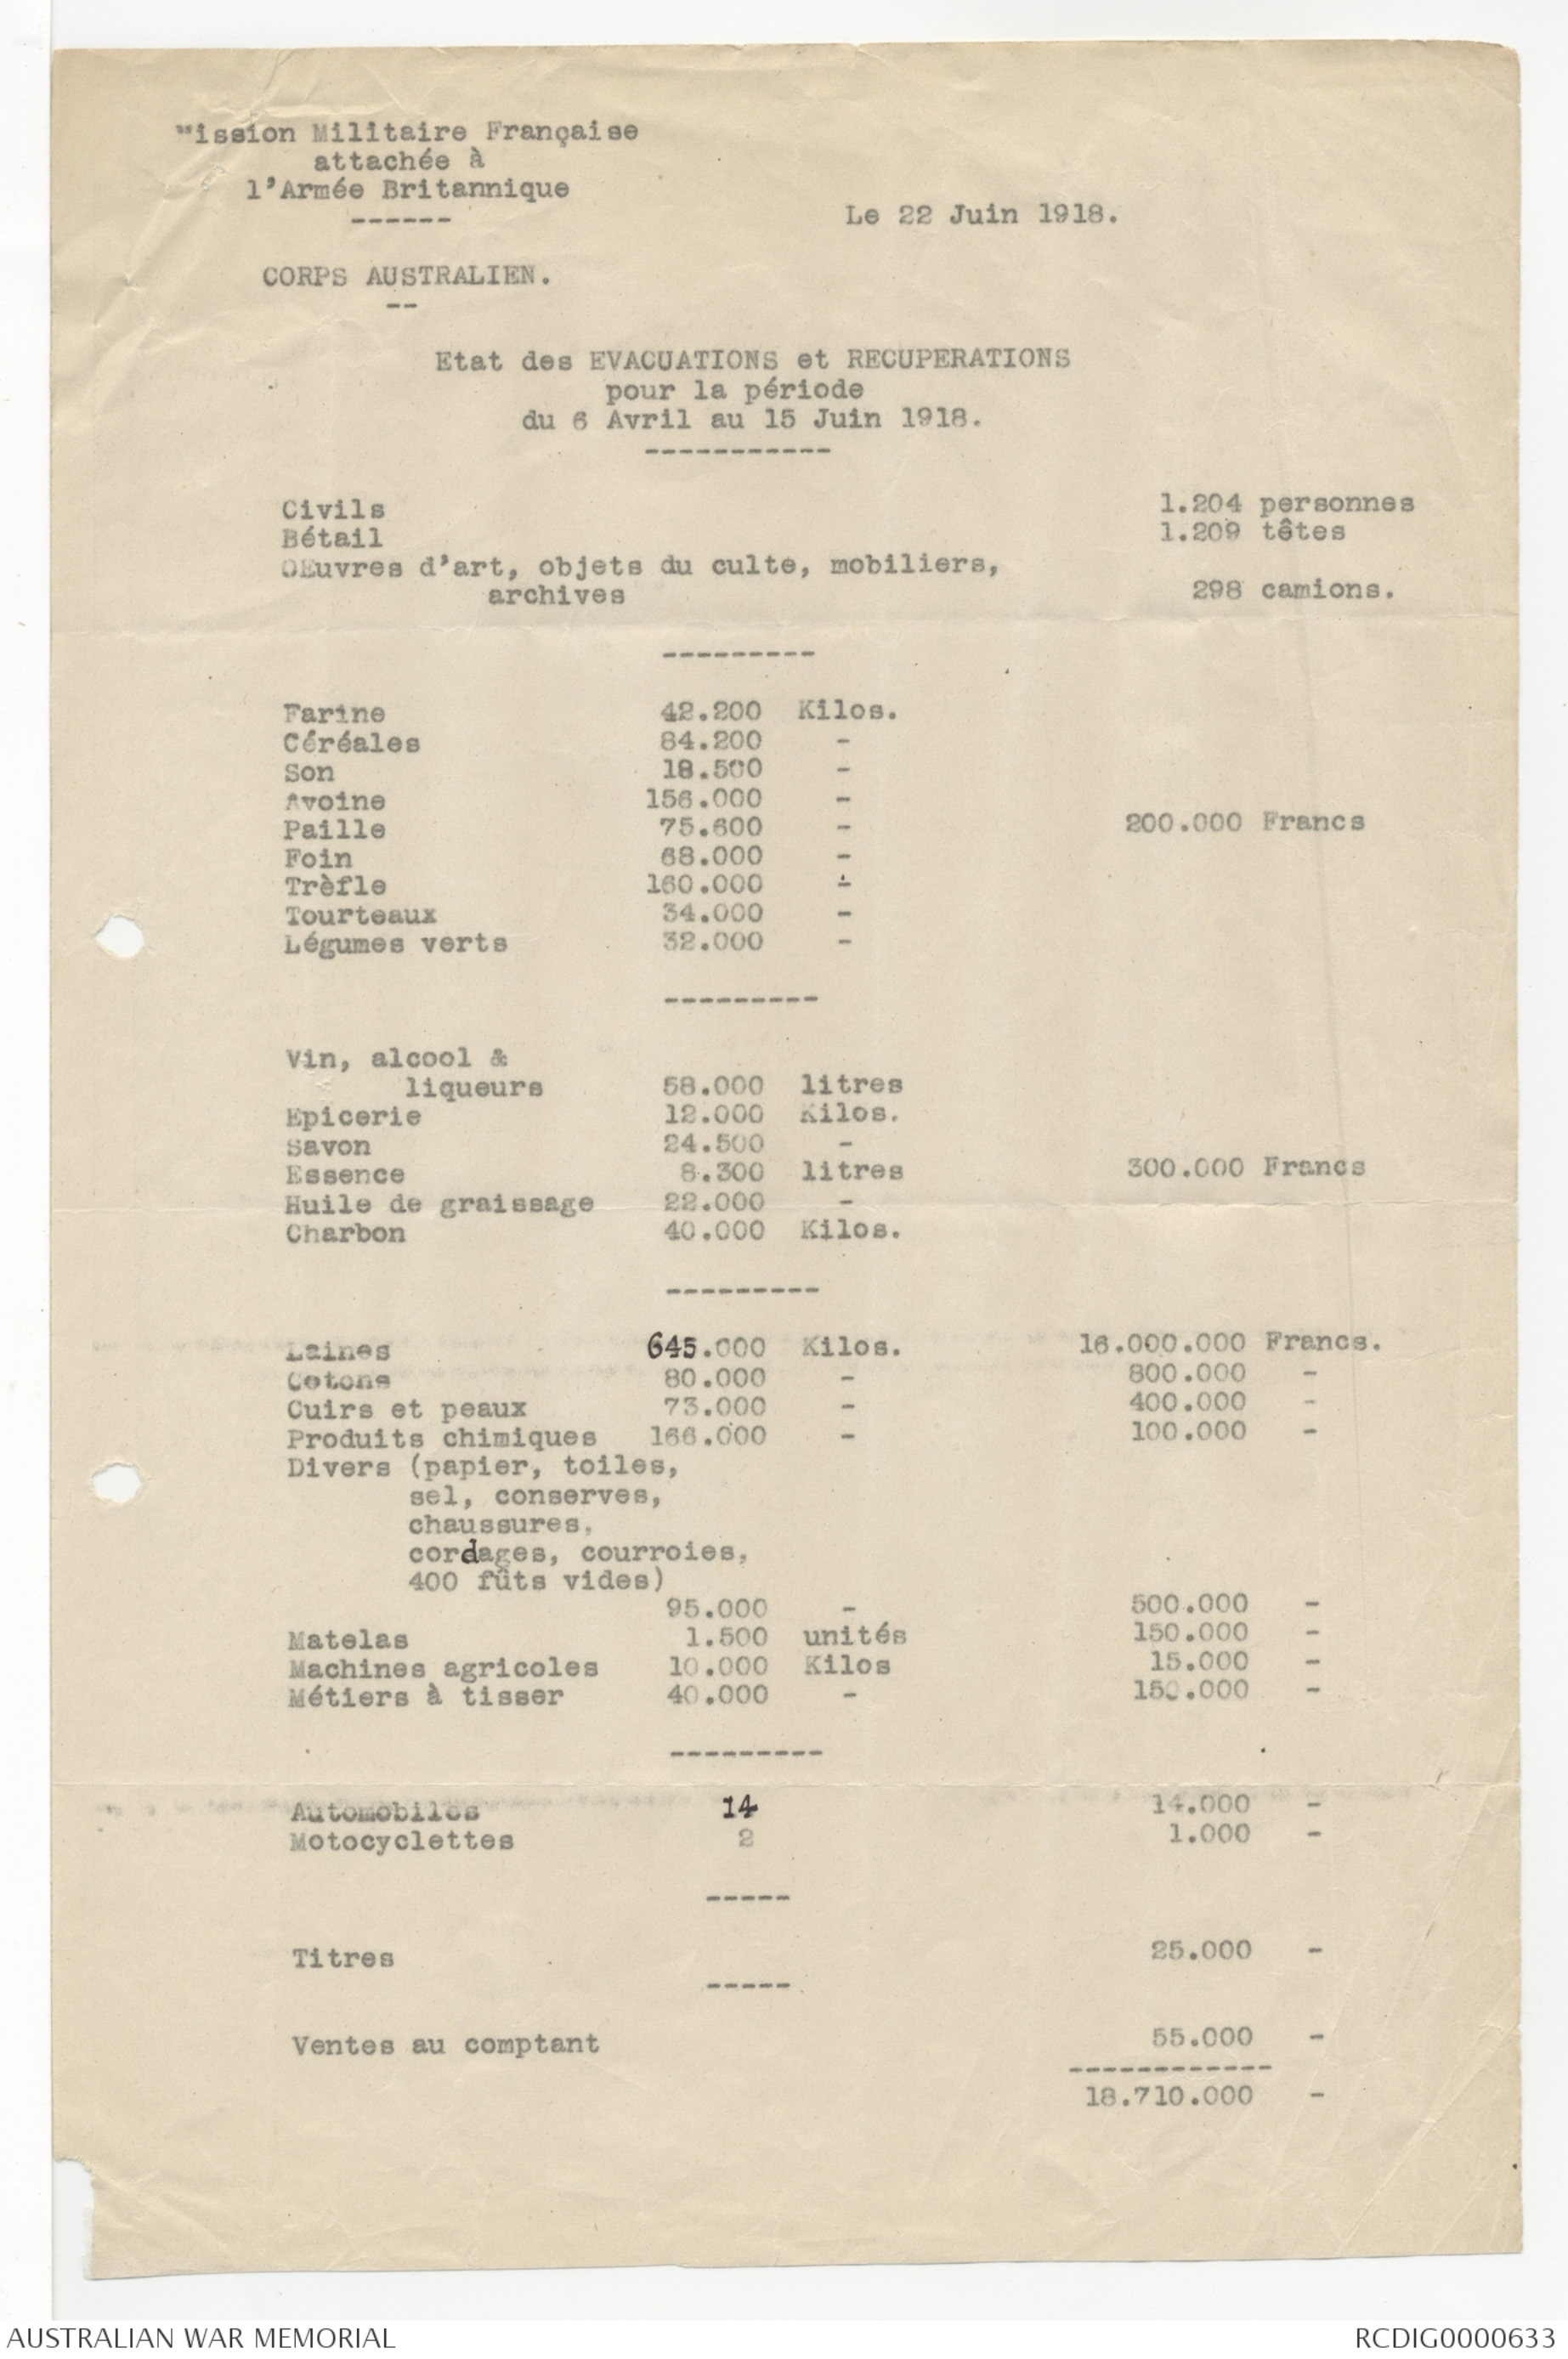 Mission Militaire Française
attachée à
l'Armée Britannique
------
Le 22 Juin 1918.
CORPS AUSTRALIEN.
--
Etat des EVACUATIONS et RECUPERATIONS
pour la période
du 6 Avril au 15 Juin 1918.
-----------
Civils 1.204 personnes
Bétail 1.209 têtes
OEuvres d'art, objets du culte, mobiliers,
archives 298 camions.
---------
Farine 42.200 Kilos.
Céréales 84.200 -
Son 18.500 -
Avoine 156.000 -
Paille 75.600 - 200.000 Francs
Foin 68.000 -
Trèfle 160.000 -
Tourteaux 34.000 -
Légumes verts 32.000 -
---------
Vin, alcool &
liqueurs 58.000 litres
Epicerie 12.000 Kilos.
Savon 24.500 -
Essence 8.300 litres 300.000 Francs
Huile de graissage 22.000 -
Charbon 40.000 Kilos.
---------
Laines 645.000 Kilos. 16.000.000 Francs.
Cotons 80.000 - 800.000 -
Cuirs et peaux 73.000 - 400.000 -
Produits chimiques 166.000 - 100.000 -
Divers (papier, toiles,
sel, conserves,
chaussures,
cordages, courroies,
400 fûts vides)
95.000 - 500.000 -
Matelas 1.500 unités 150.000 -
Machines agricoles 10.000 Kilos 15.000 -
Métiers à tisser 40.000 - 150.000 -
---------
Automobiles 14 14.000 -
Motocyclettes 2 1.000 -
-----
Titres 25.000 -
-----
Ventes au comptant 55.000 -
------------
18.710.000 -
AUSTRALIAN WAR MEMORIAL RCDIG0000633